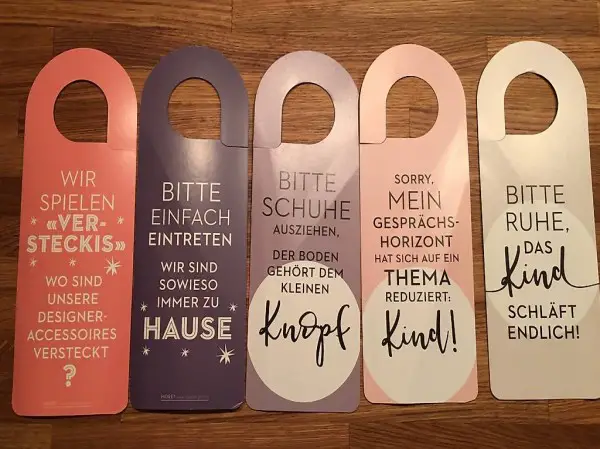 WIR
SPIELEN
«VER-
STECKIS»
WO SIND
UNSERE
DESIGNER-
ACCESSOIRES
VERSTECKT
?
BITTE
EINFACH
EINTRETEN
WIR SIND
SOWIESO
IMMER ZU
HAUSE
BITTE
SCHUHE
AUSZIEHEN,
DER BODEN
GEHÖRT DEM
KLEINEN
Knopf
SORRY,
MEIN
GESPRÄCHS-
HORIZONT
HAT SICH AUF EIN
THEMA
REDUZIERT:
Kind!
BITTE
RUHE,
DAS
Kind
SCHLÄFT
ENDLICH!